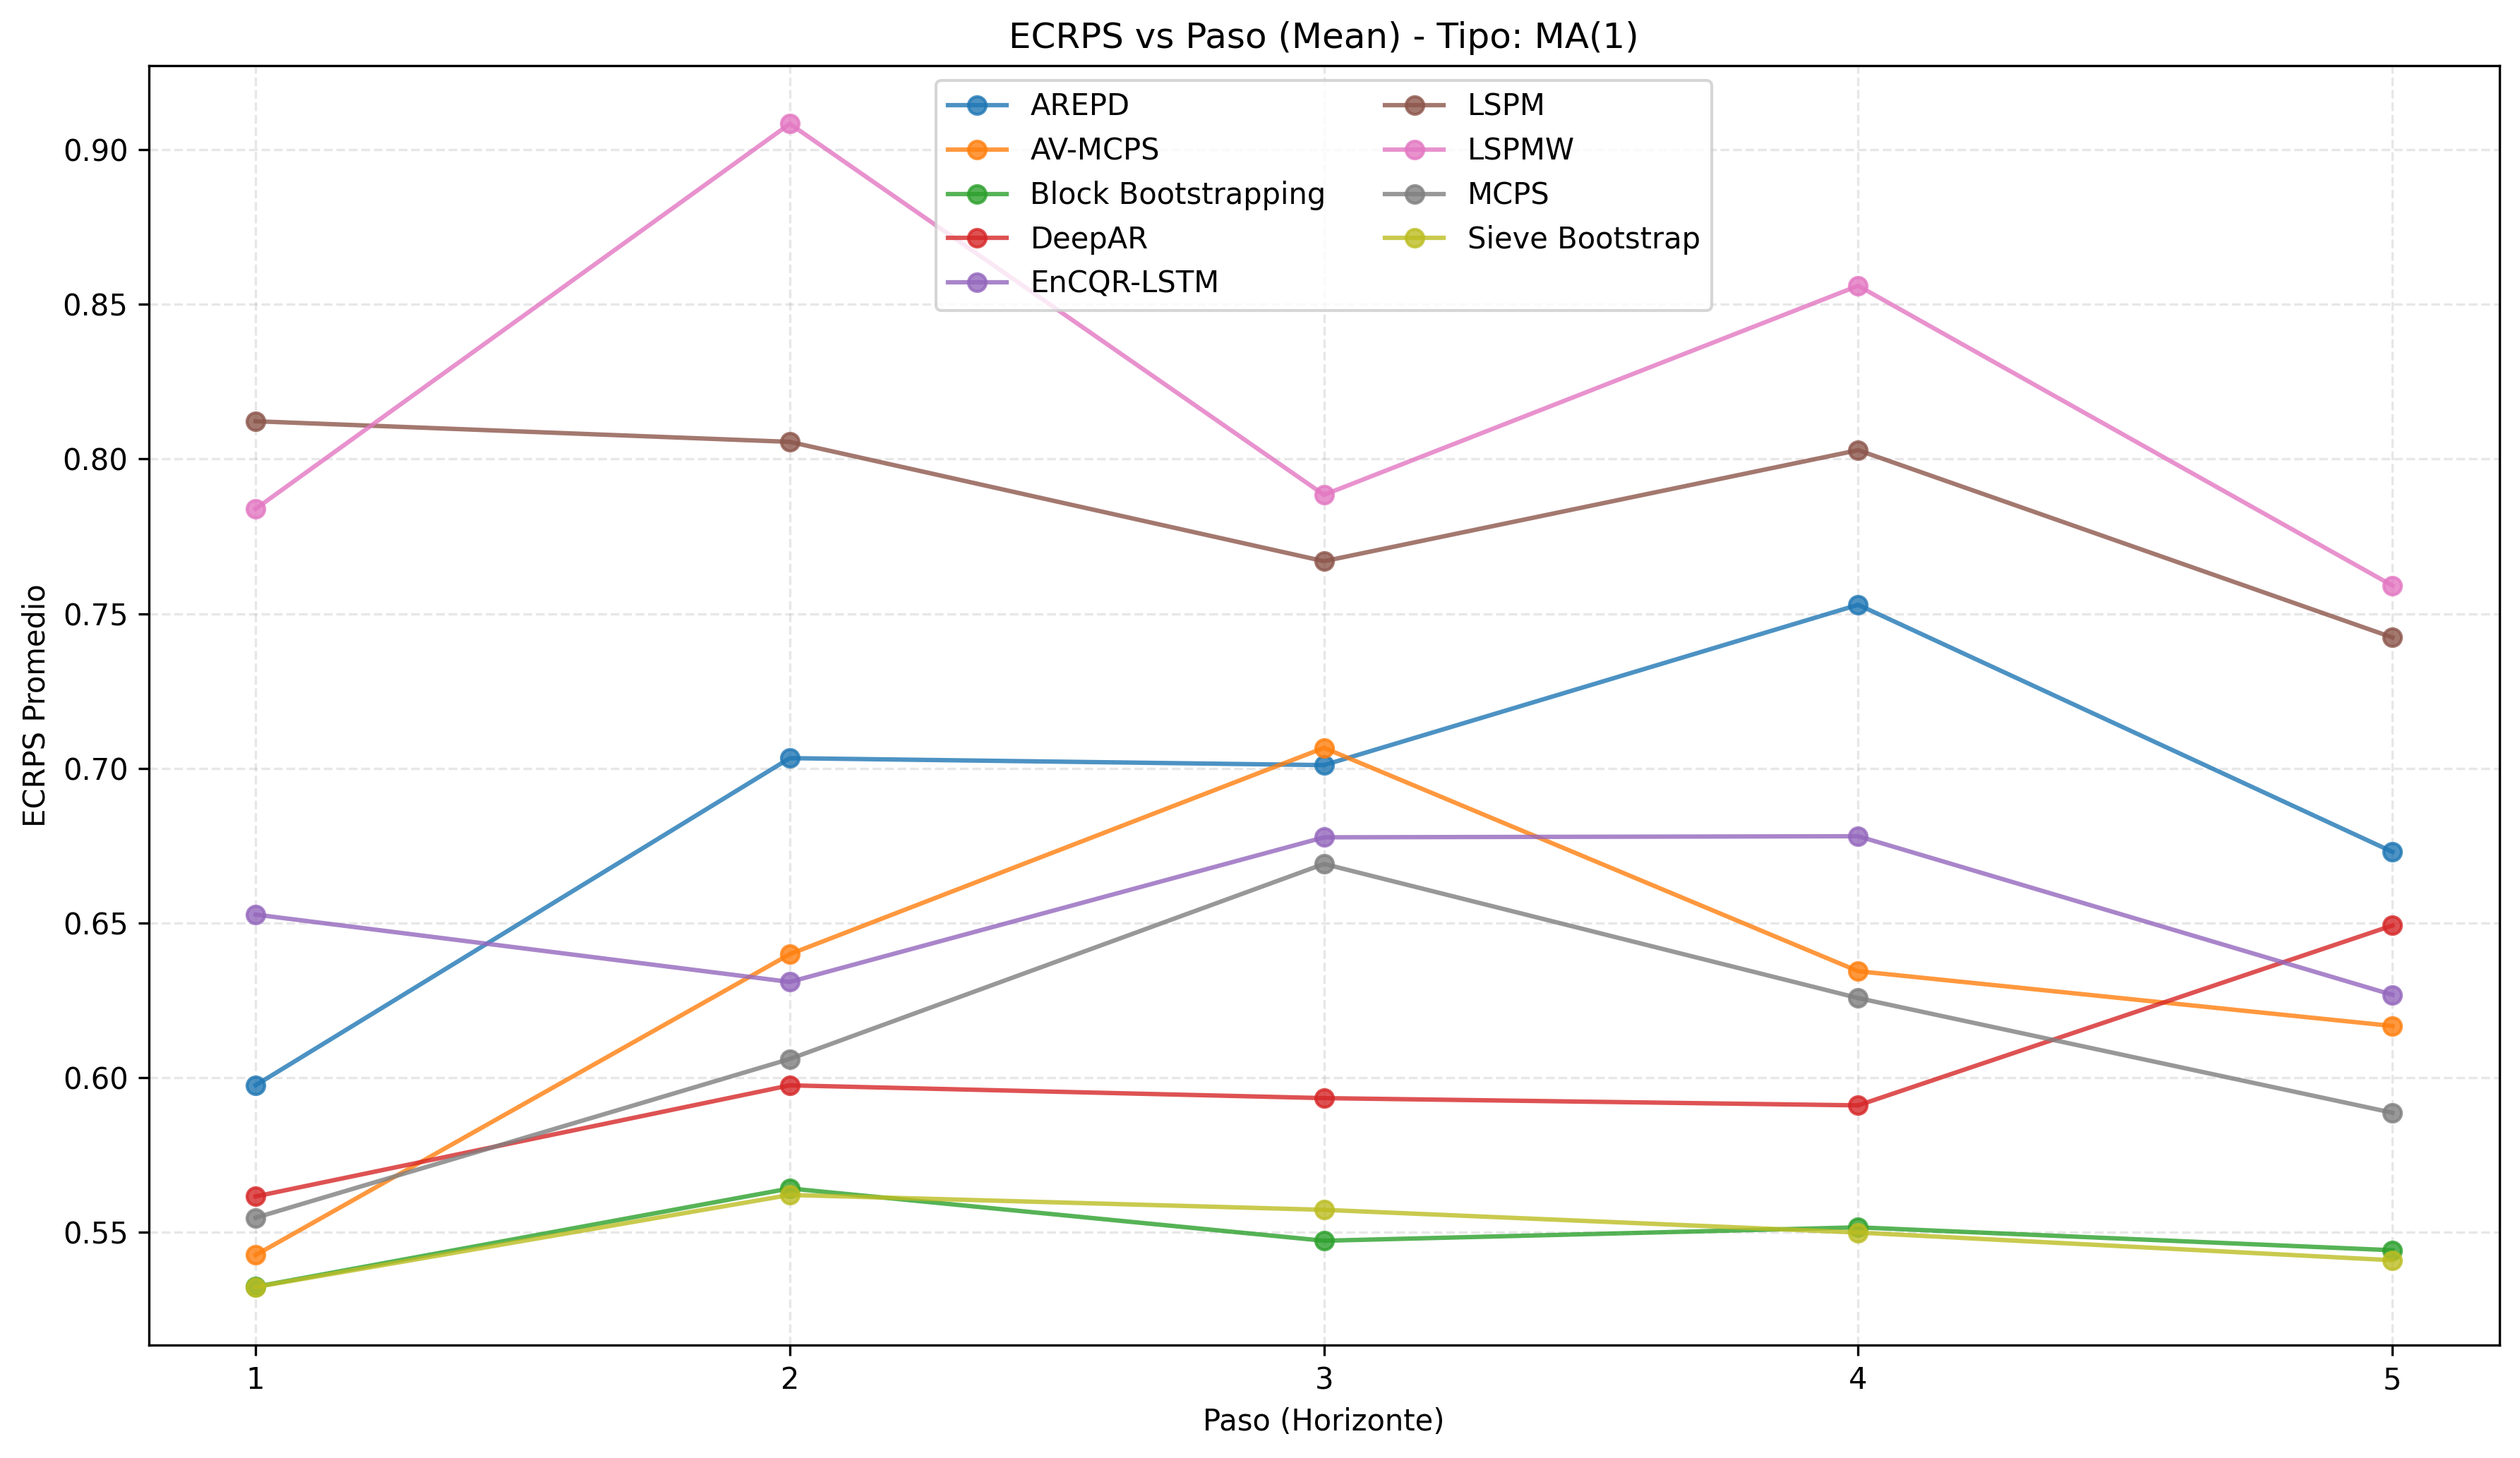 ECRPS vs Paso (Mean) - Tipo: MA(1)
AREPD
AV-MCPS
Block Bootstrapping
DeepAR
EnCQR-LSTM
LSPM
LSPMW
MCPS
Sieve Bootstrap
ECRPS Promedio
0.90
0.85
0.80
0.75
0.70
0.65
0.60
0.55
1 2 3 4 5
Paso (Horizonte)